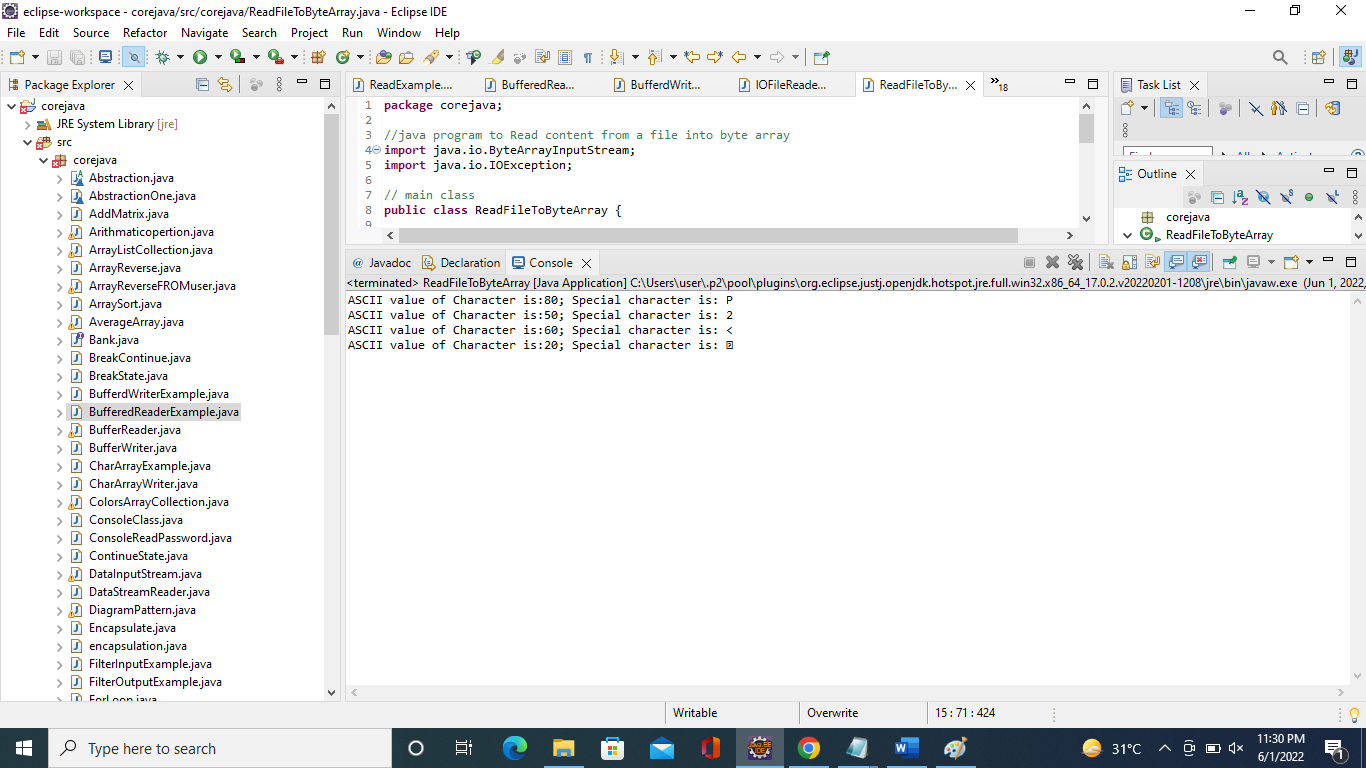 eclipse-workspace - corejava/src/corejava/ReadFileToByteArray.java - Eclipse IDE
File Edit Source Refactor Navigate Search Project Run Window Help
Package Explorer
corejava
JRE System Library [jre]
src
corejava
Abstraction.java
AbstractionOne.java
AddMatrix.java
Arithmaticopertion.java
ArrayListCollection.java
ArrayReverse.java
ArrayReverseFROMuser.java
ArraySort.java
AverageArray.java
Bank.java
BreakContinue.java
BreakState.java
BufferdWriterExample.java
BufferedReaderExample.java
BufferReader.java
BufferWriter.java
CharArrayExample.java
CharArrayWriter.java
ColorsArrayCollection.java
ConsoleClass.java
ConsoleReadPassword.java
ContinueState.java
DataInputStream.java
DataStreamReader.java
DiagramPattern.java
Encapsulate.java
encapsulation.java
FilterInputExample.java
FilterOutputExample.java
ForLoop.java
ReadExample.... BufferedRea... BufferdWrit... IOFileReade... ReadFileToBy... »18
1 package corejava;
2
3 //java program to Read content from a file into byte array
4 import java.io.ByteArrayInputStream;
5 import java.io.IOException;
6
7 // main class
8 public class ReadFileToByteArray {
9
Task List
Outline
corejava
ReadFileToByteArray
@ Javadoc Declaration Console
<terminated> ReadFileToByteArray [Java Application] C:\Users\user\.p2\pool\plugins\org.eclipse.justj.openjdk.hotspot.jre.full.win32.x86_64_17.0.2.v20220201-1208\jre\bin\javaw.exe (Jun 1, 2022,
ASCII value of Character is:80; Special character is: P
ASCII value of Character is:50; Special character is: 2
ASCII value of Character is:60; Special character is: <
ASCII value of Character is:20; Special character is:
Writable Overwrite 15 : 71 : 424
Type here to search
31°C
11:30 PM
6/1/2022
1